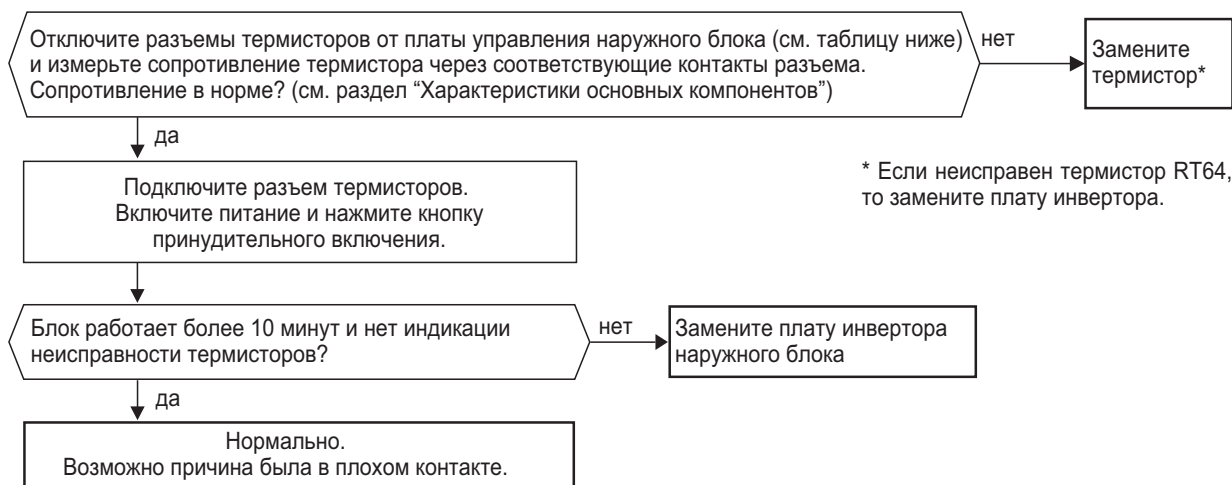 Отключите разъемы термисторов от платы управления наружного блока (см. таблицу ниже)
и измерьте сопротивление термистора через соответствующие контакты разъема.
Сопротивление в норме? (см. раздел “Характеристики основных компонентов”)
нет
Замените
термистор*
да
Подключите разъем термисторов.
Включите питание и нажмите кнопку
принудительного включения.
* Если неисправен термистор RT64,
то замените плату инвертора.
Блок работает более 10 минут и нет индикации
неисправности термисторов?
нет
Замените плату инвертора
наружного блока
да
Нормально.
Возможно причина была в плохом контакте.